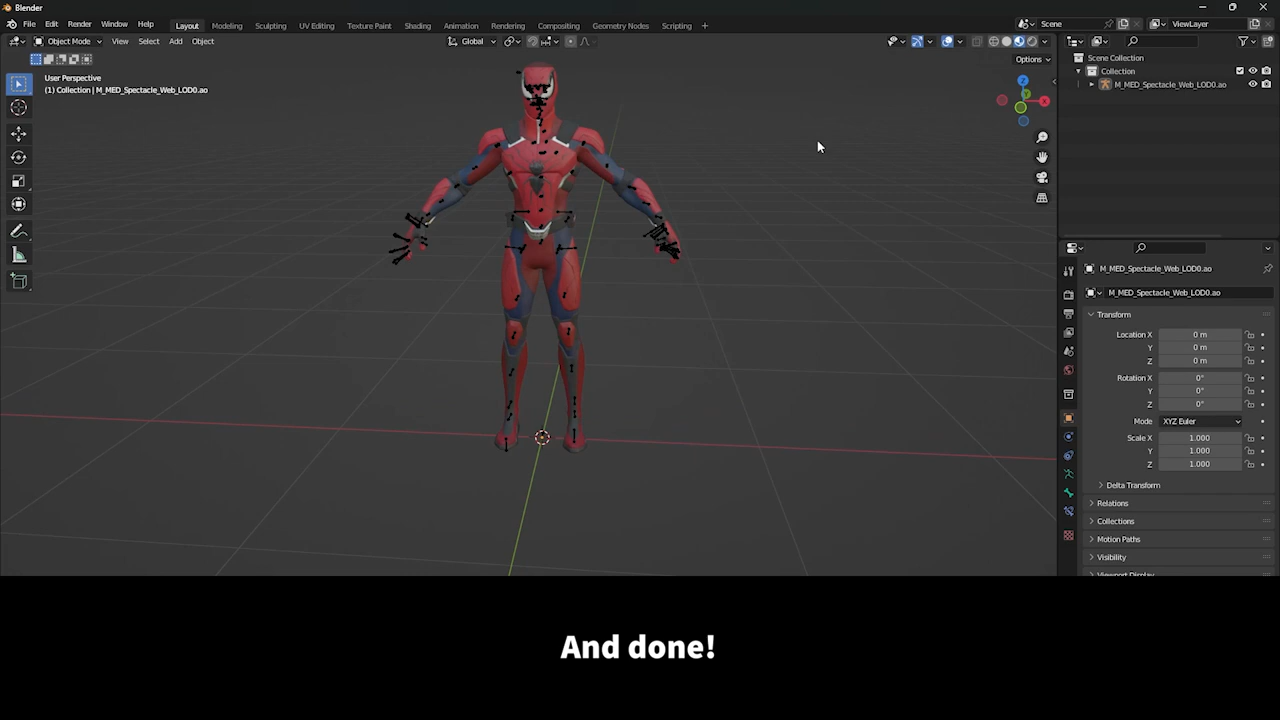 Blender
File Edit Render Window Help Layout Modeling Sculpting UV Editing Texture Paint Shading Animation Rendering Compositing Geometry Nodes Scripting + Scene ViewLayer
Object Mode View Select Add Object Global
Options
User Perspective
(1) Collection | M_MED_Spectacle_Web_LOD0.ao
Scene Collection
Collection
M_MED_Spectacle_Web_LOD0.ao
X
M_MED_Spectacle_Web_LOD0.ao
M_MED_Spectacle_Web_LOD0.ao
Transform
Location X 0 m
Y 0 m
Z 0 m
Rotation X 0°
Y 0°
Z 0°
Mode XYZ Euler
Scale X 1.000
Y 1.000
Z 1.000
Delta Transform
Relations
Collections
Motion Paths
Visibility
Viewport Display
And done!